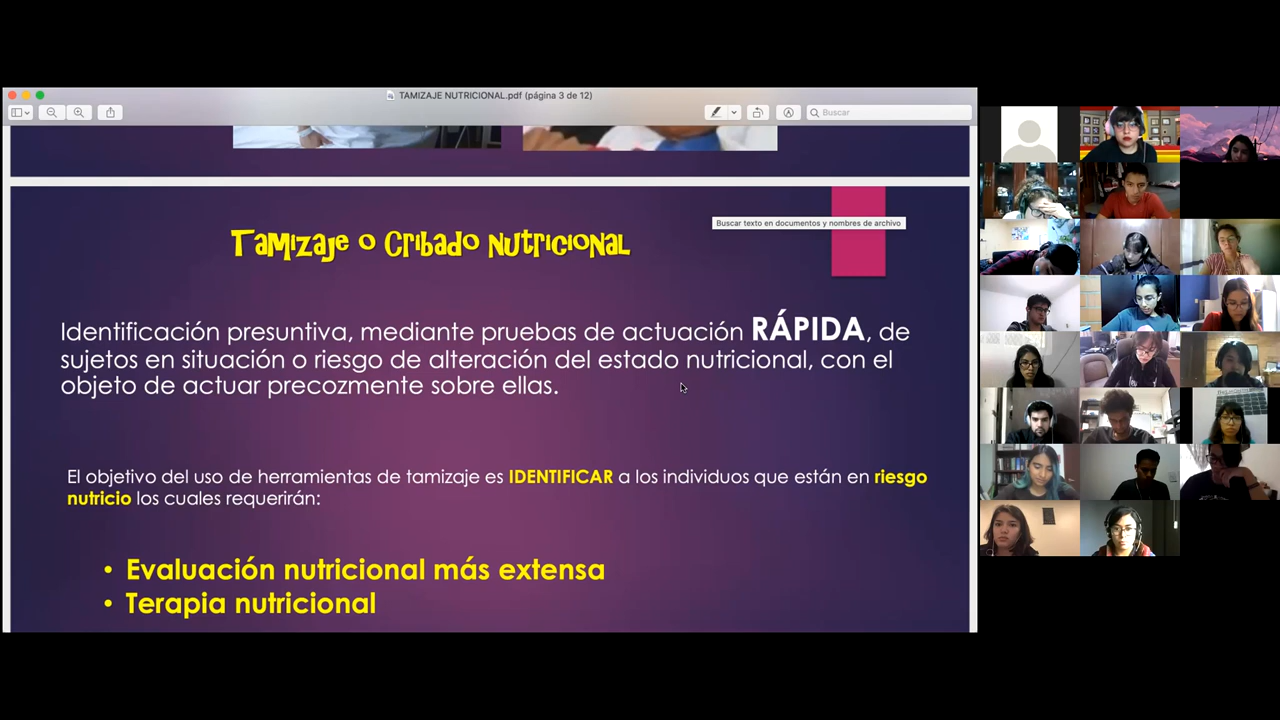 TAMIZAJE NUTRICIONAL.pdf (página 3 de 12)
Buscar
Buscar texto en documentos y nombres de archivo
Tamizaje o Cribado Nutricional
Identificación presuntiva, mediante pruebas de actuación RÁPIDA, de
sujetos en situación o riesgo de alteración del estado nutricional, con el
objeto de actuar precozmente sobre ellas.
El objetivo del uso de herramientas de tamizaje es IDENTIFICAR a los individuos que están en riesgo
nutricio los cuales requerirán:
• Evaluación nutricional más extensa
• Terapia nutricional